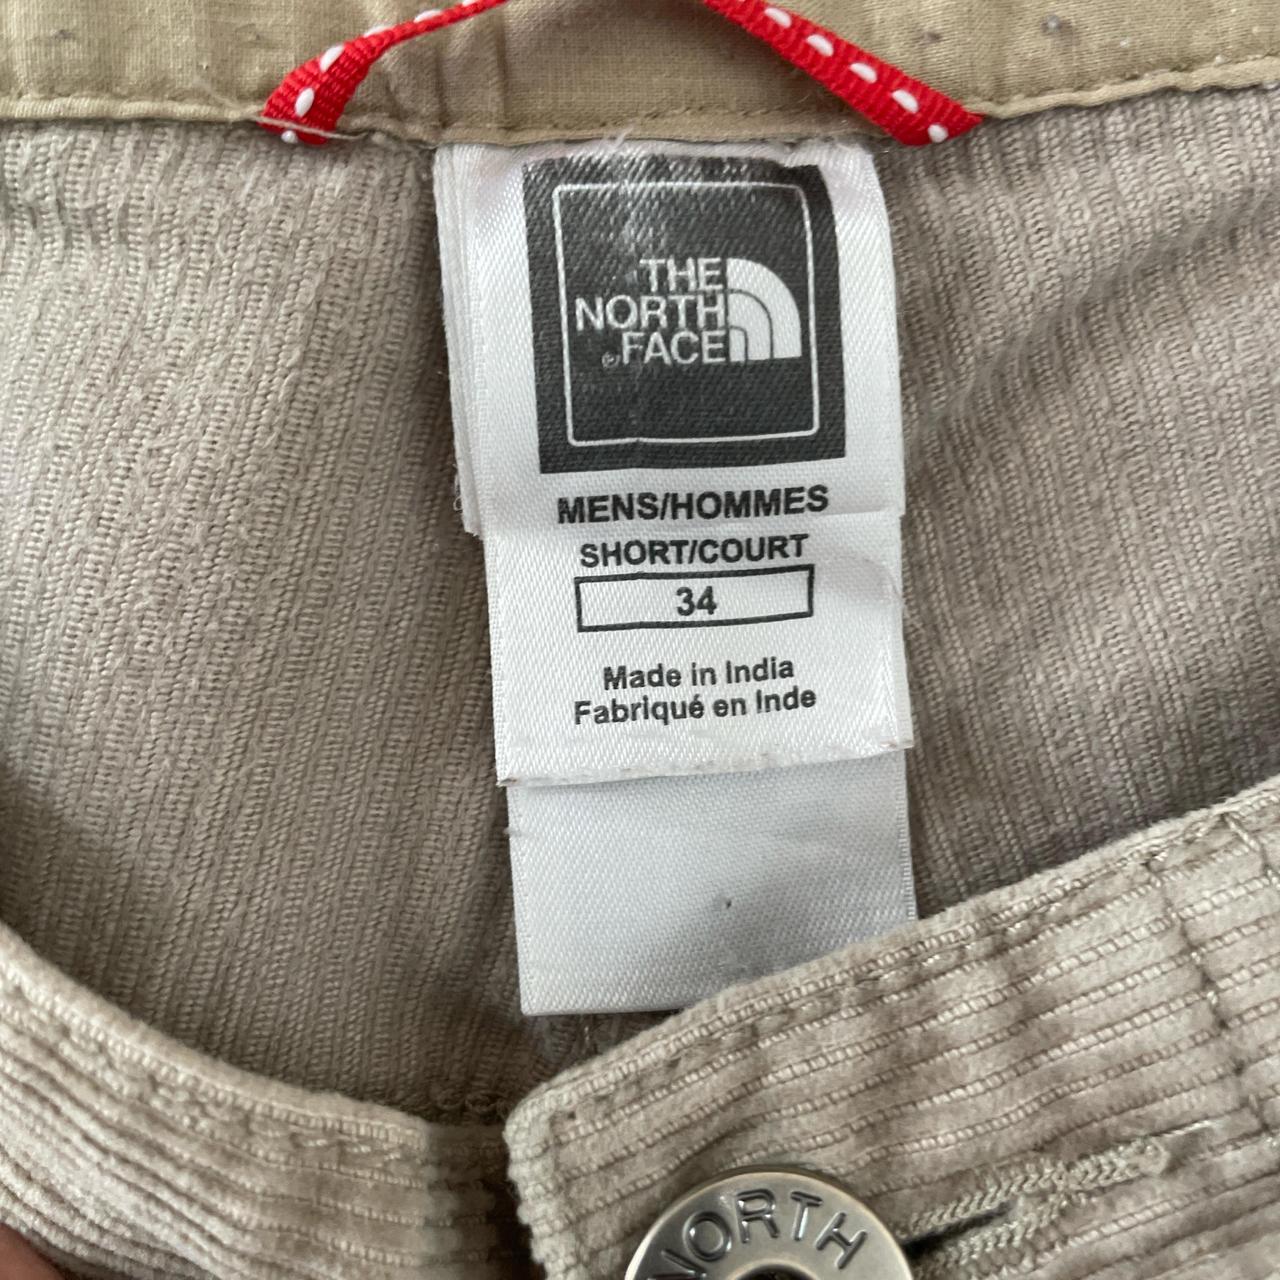 THE
NORTH
®FACE
MENS/HOMMES
SHORT/COURT
34
Made in India
Fabriqué en Inde
NORTH